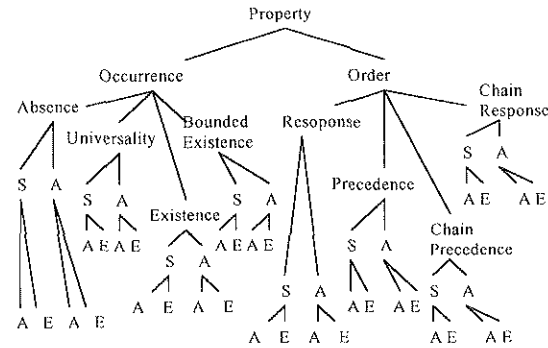 Property
Occurrence Order
Absence Universality Bounded Existence Resoponse Chain Response
S A
S A
S A
Existence
Precedence
S A
A E A E
A E A E
S A
Chain Precedence
S A
A E A E
A E A E
S A
A E A E
S A
A E A E
A E A E
A E A E